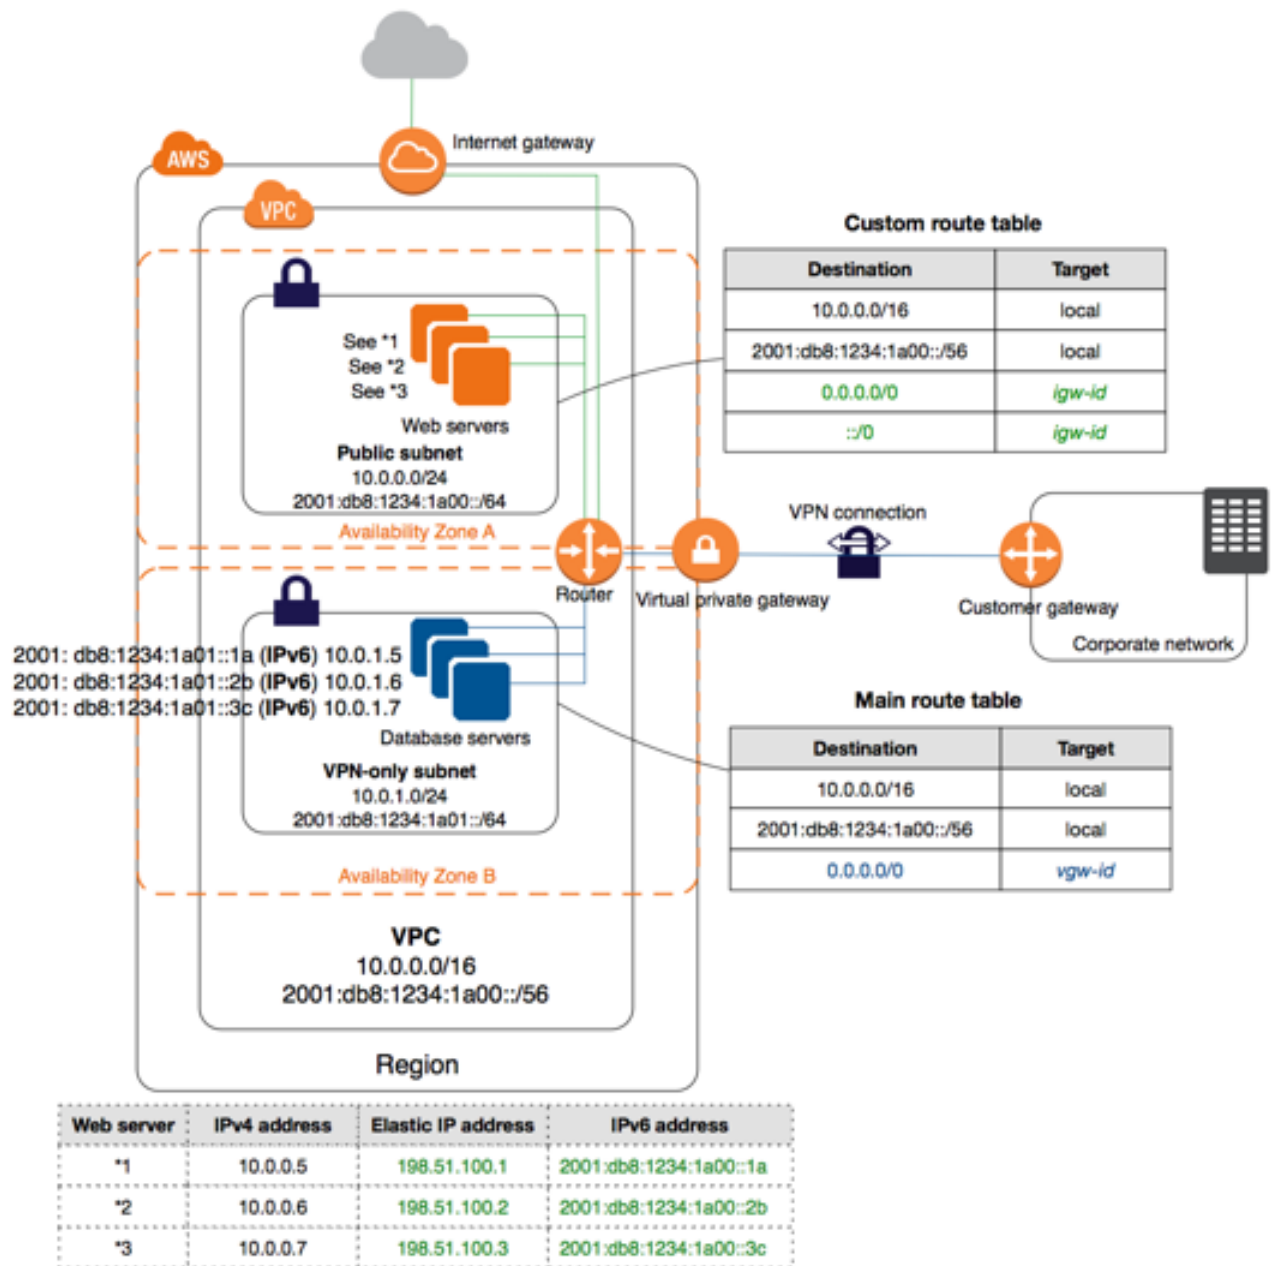 Internet gateway
AWS
VPC
Custom route table
Destination Target
10.0.0.0/16 local
2001:db8:1234:1a00::/56 local
0.0.0.0/0 igw-id
::/0 igw-id
See *1
See *2
See *3
Web servers
Public subnet
10.0.0.0/24
2001:db8:1234:1a00::/64
Availability Zone A
VPN connection
Router
Virtual private gateway
Customer gateway
Corporate network
2001: db8:1234:1a01::1a (IPv6) 10.0.1.5
2001: db8:1234:1a01::2b (IPv6) 10.0.1.6
2001: db8:1234:1a01::3c (IPv6) 10.0.1.7
Database servers
VPN-only subnet
10.0.1.0/24
2001:db8:1234:1a01::/64
Availability Zone B
Main route table
Destination Target
10.0.0.0/16 local
2001:db8:1234:1a00::/56 local
0.0.0.0/0 vgw-id
VPC
10.0.0.0/16
2001:db8:1234:1a00::/56
Region
Web server IPv4 address Elastic IP address IPv6 address
*1 10.0.0.5 198.51.100.1 2001:db8:1234:1a00::1a
*2 10.0.0.6 198.51.100.2 2001:db8:1234:1a00::2b
*3 10.0.0.7 198.51.100.3 2001:db8:1234:1a00::3c